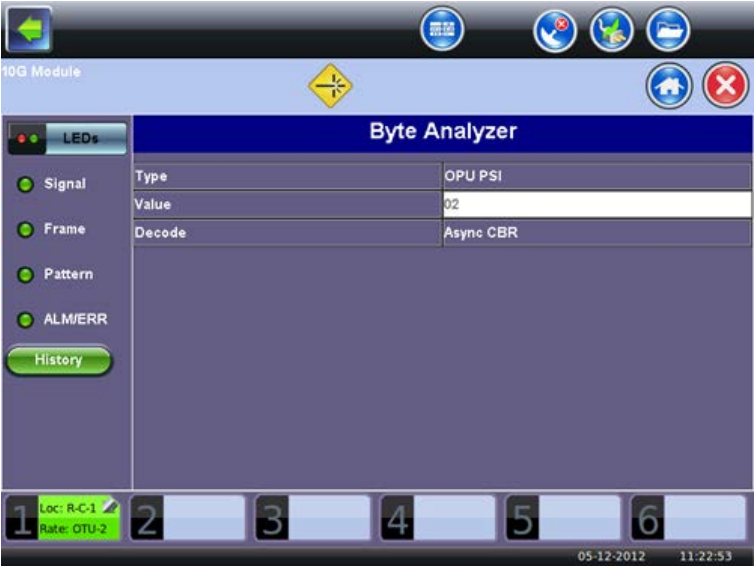 10G Module
LEDs
Byte Analyzer
Signal
Frame
Pattern
ALM/ERR
History
Type OPU PSI
Value 02
Decode Async CBR
1 Loc: R-C-1
Rate: OTU-2
2
3
4
5
6
05-12-2012 11:22:53